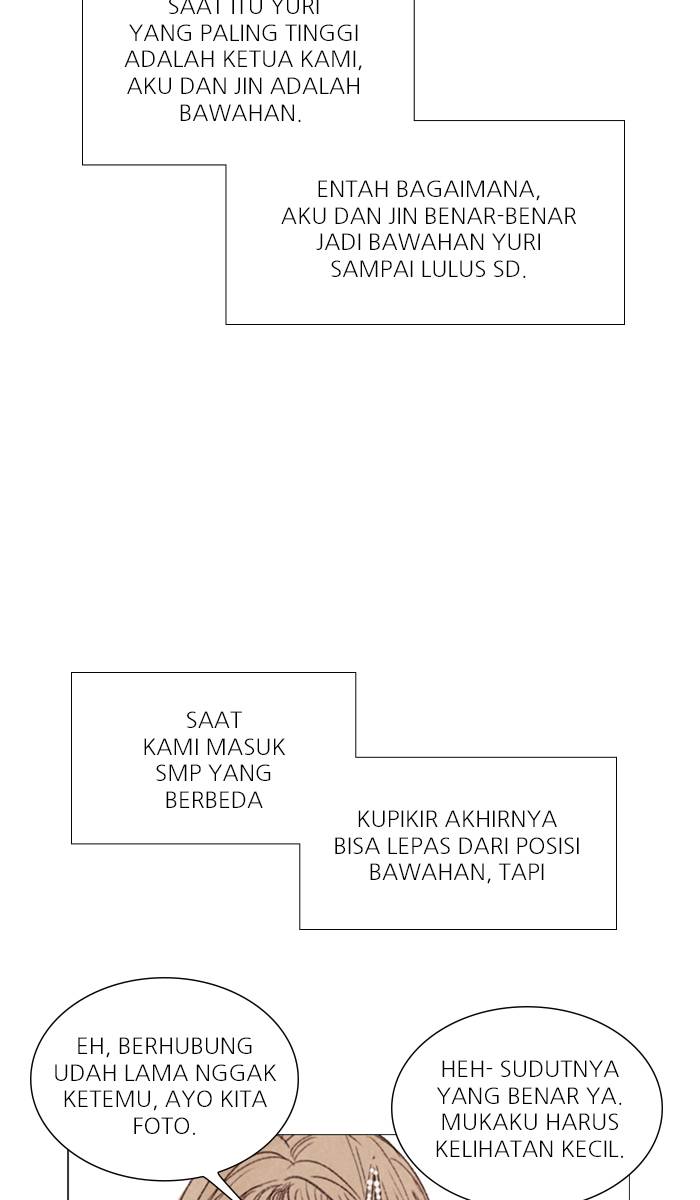 SAAT ITU YURI
YANG PALING TINGGI
ADALAH KETUA KAMI,
AKU DAN JIN ADALAH
BAWAHAN.
ENTAH BAGAIMANA,
AKU DAN JIN BENAR-BENAR
JADI BAWAHAN YURI
SAMPAI LULUS SD.
SAAT
KAMI MASUK
SMP YANG
BERBEDA
KUPIKIR AKHIRNYA
BISA LEPAS DARI POSISI
BAWAHAN, TAPI
EH, BERHUBUNG
UDAH LAMA NGGAK
KETEMU, AYO KITA
FOTO.
HEH- SUDUTNYA
YANG BENAR YA.
MUKAKU HARUS
KELIHATAN KECIL.